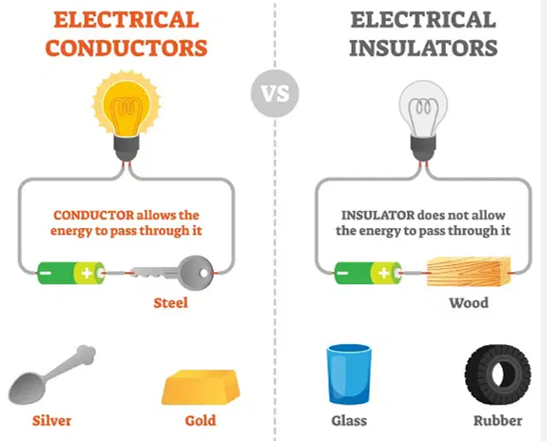 ELECTRICAL
CONDUCTORS
VS
ELECTRICAL
INSULATORS
CONDUCTOR allows the
energy to pass through it
- +
Steel
Silver
Gold
INSULATOR does not allow
the energy to pass through it
- +
Wood
Glass
Rubber